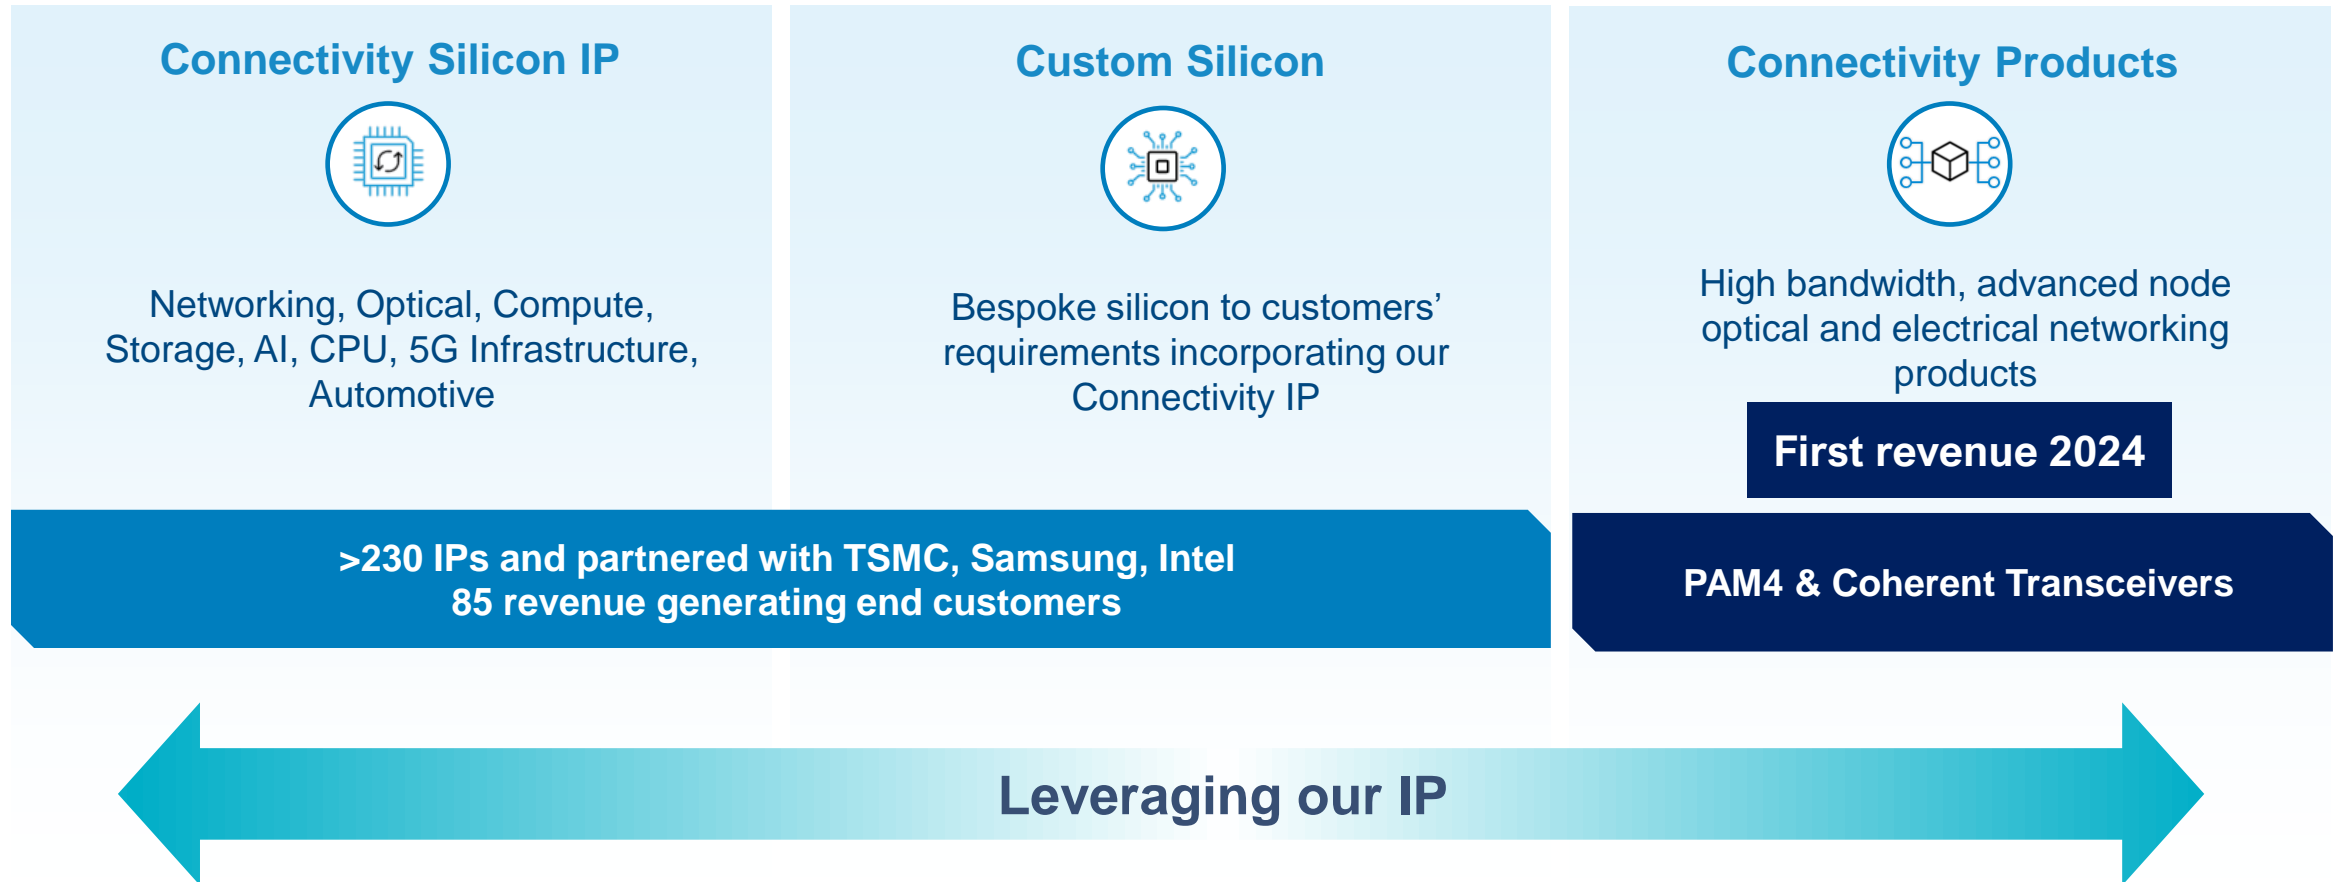 Connectivity Silicon IP
Networking, Optical, Compute,
Storage, AI, CPU, 5G Infrastructure,
Automotive
Custom Silicon
Bespoke silicon to customers’
requirements incorporating our
Connectivity IP
>230 IPs and partnered with TSMC, Samsung, Intel
85 revenue generating end customers
Connectivity Products
High bandwidth, advanced node
optical and electrical networking
products
First revenue 2024
PAM4 & Coherent Transceivers
Leveraging our IP